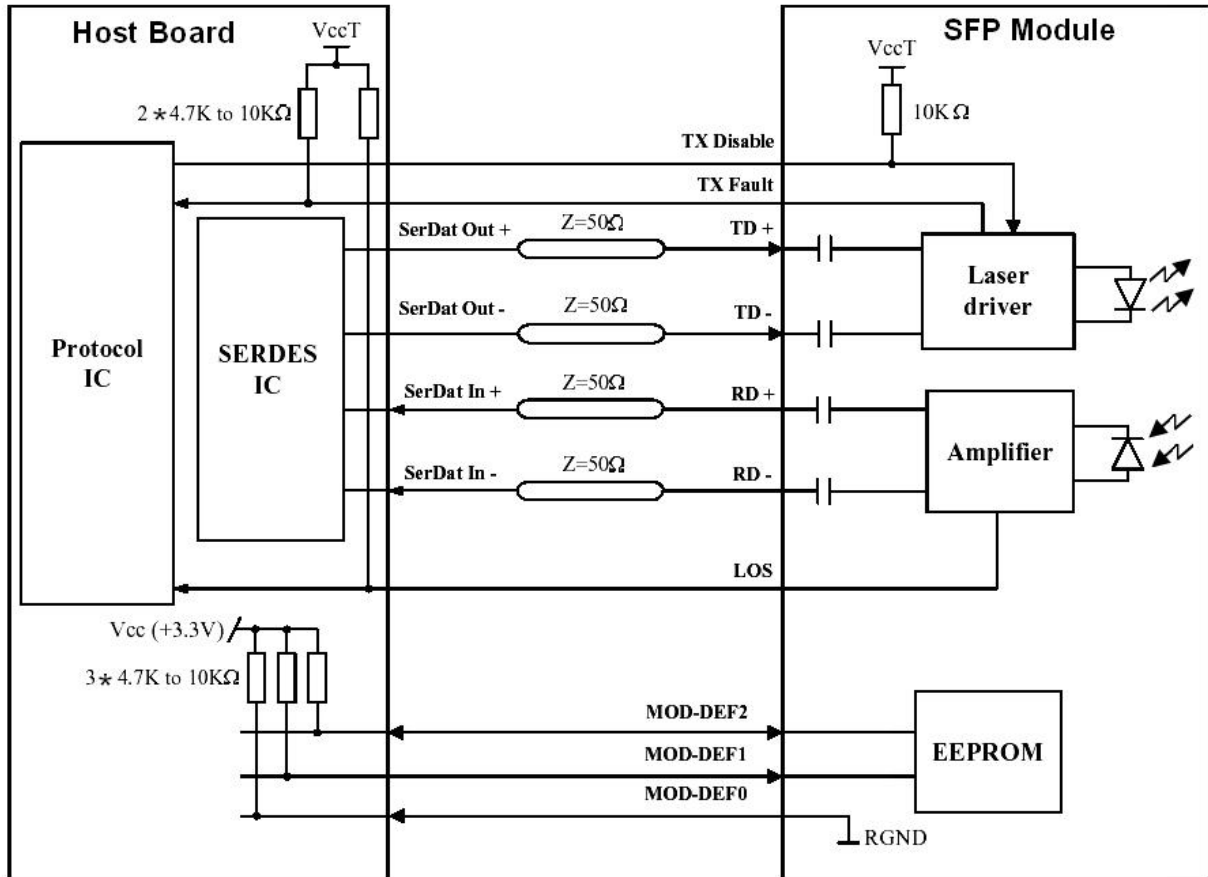 Host Board
SFP Module
VccT
VccT
2*4.7K to 10KΩ
10KΩ
TX Disable
TX Fault
SerDat Out +
Z=50Ω
TD +
Laser
driver
SerDat Out -
Z=50Ω
TD -
Protocol
IC
SERDES
IC
SerDat In +
Z=50Ω
RD +
Amplifier
SerDat In -
Z=50Ω
RD -
LOS
Vcc (+3.3V)
3*4.7K to 10KΩ
MOD-DEF2
EEPROM
MOD-DEF1
MOD-DEF0
RGND